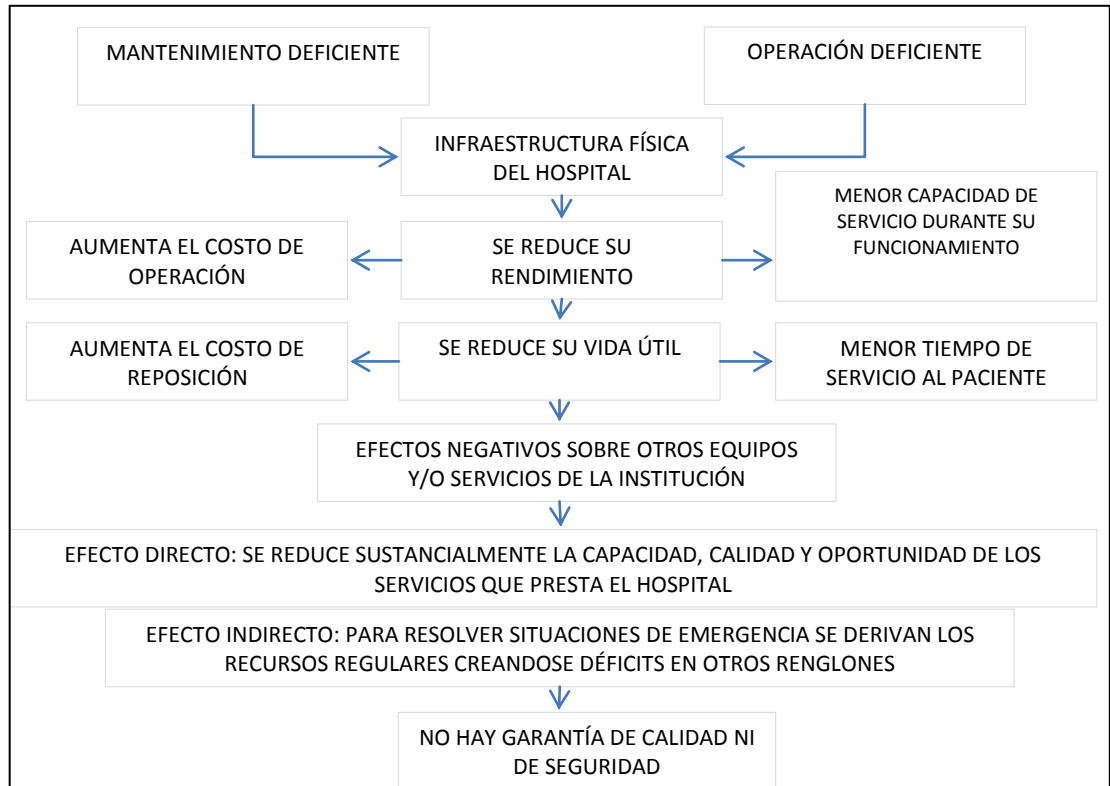 MANTENIMIENTO DEFICIENTE
OPERACIÓN DEFICIENTE
INFRAESTRUCTURA FÍSICA
DEL HOSPITAL
AUMENTA EL COSTO DE
OPERACIÓN
SE REDUCE SU
RENDIMIENTO
MENOR CAPACIDAD DE
SERVICIO DURANTE SU
FUNCIONAMIENTO
AUMENTA EL COSTO DE
REPOSICIÓN
SE REDUCE SU VIDA ÚTIL
MENOR TIEMPO DE
SERVICIO AL PACIENTE
EFECTOS NEGATIVOS SOBRE OTROS EQUIPOS
Y/O SERVICIOS DE LA INSTITUCIÓN
EFECTO DIRECTO: SE REDUCE SUSTANCIALMENTE LA CAPACIDAD, CALIDAD Y OPORTUNIDAD DE LOS
SERVICIOS QUE PRESTA EL HOSPITAL
EFECTO INDIRECTO: PARA RESOLVER SITUACIONES DE EMERGENCIA SE DERIVAN LOS
RECURSOS REGULARES CREANDOSE DÉFICITS EN OTROS RENGLONES
NO HAY GARANTÍA DE CALIDAD NI
DE SEGURIDAD